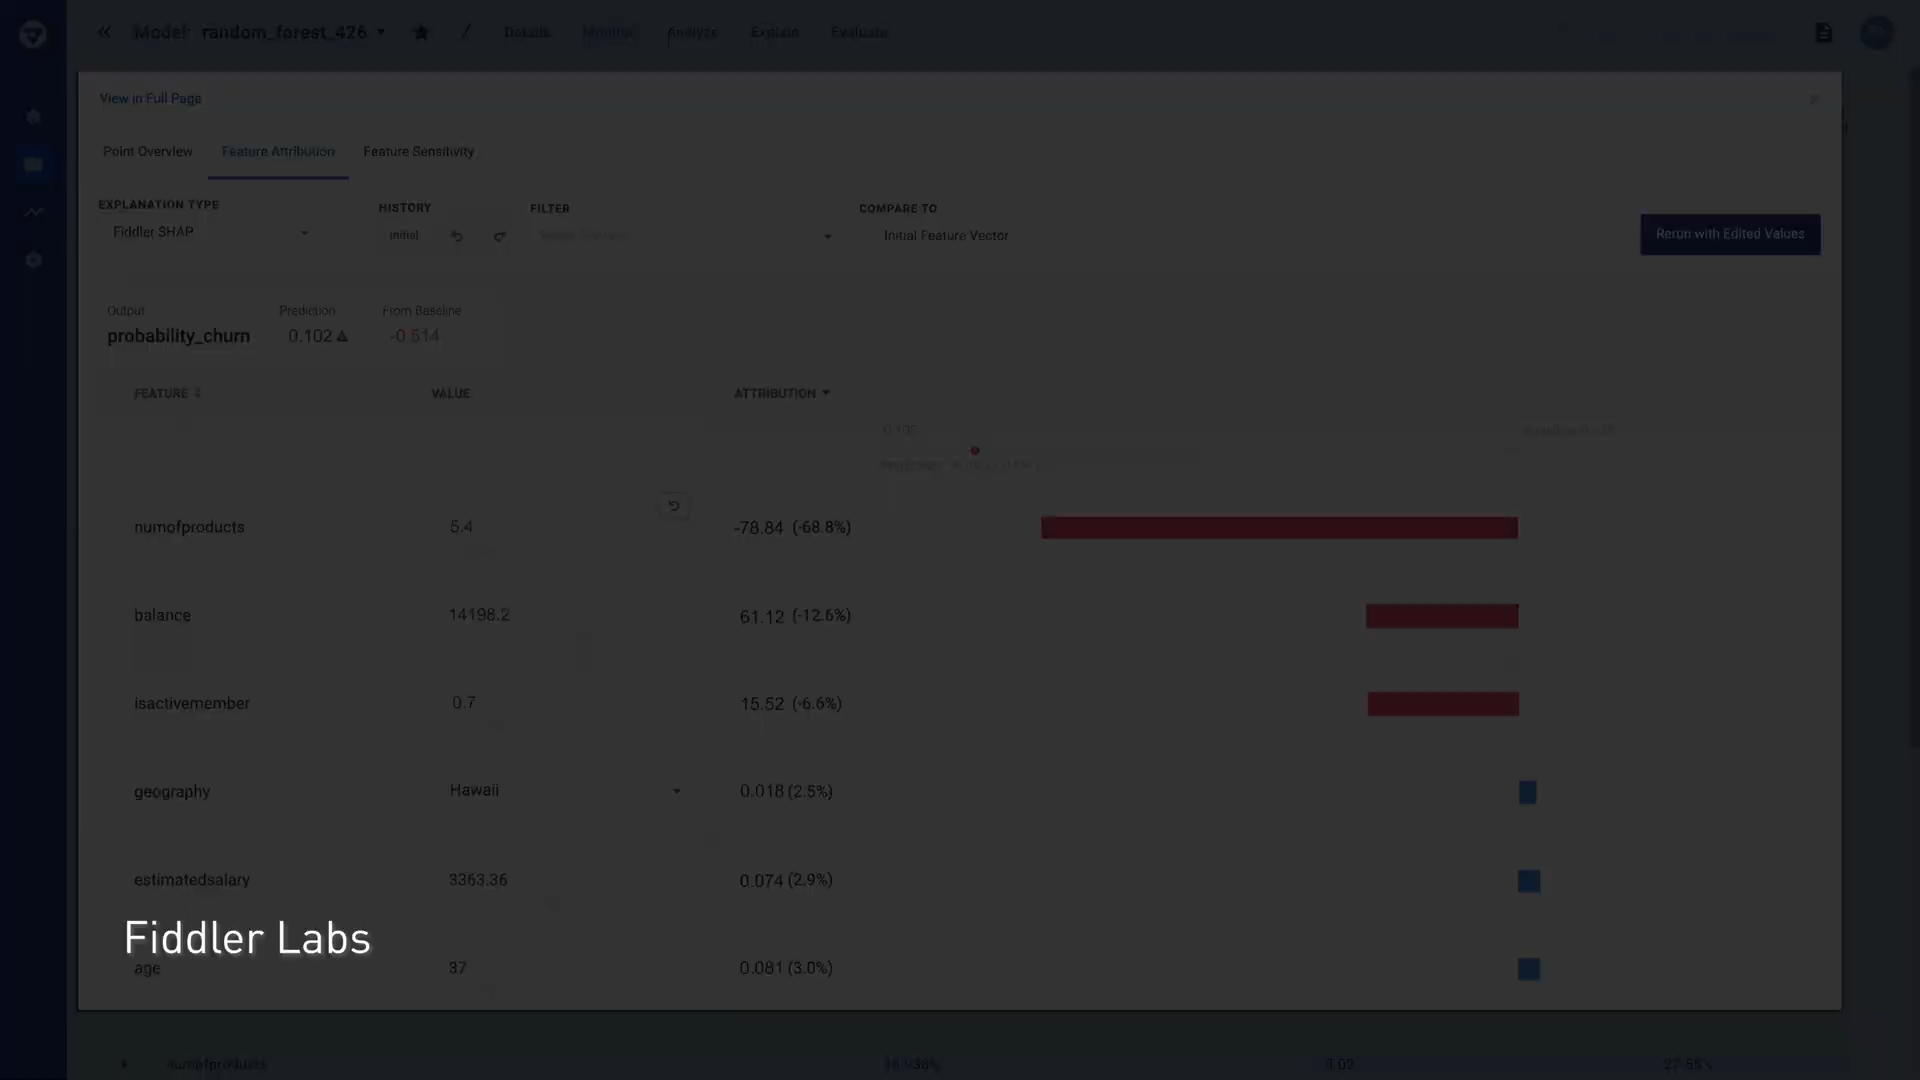 Model: random_forest_426
Details Monitor Analyze Explain Evaluate
View in Full Page
Point Overview Feature Attribution Feature Sensitivity
EXPLANATION TYPE HISTORY FILTER COMPARE TO
Fiddler SHAP initial Initial Feature Vector Rerun with Edited Values
Output Prediction From Baseline
probability_churn 0.102 -0.514
FEATURE VALUE ATTRIBUTION
numofproducts 5.4 -78.84 (-68.8%)
balance 14198.2 61.12 (-12.6%)
isactivemember 0.7 15.52 (-6.6%)
geography Hawaii 0.018 (2.5%)
estimatedsalary 3363.36 0.074 (2.9%)
Fiddler Labs
age 37 0.081 (3.0%)
numofproducts